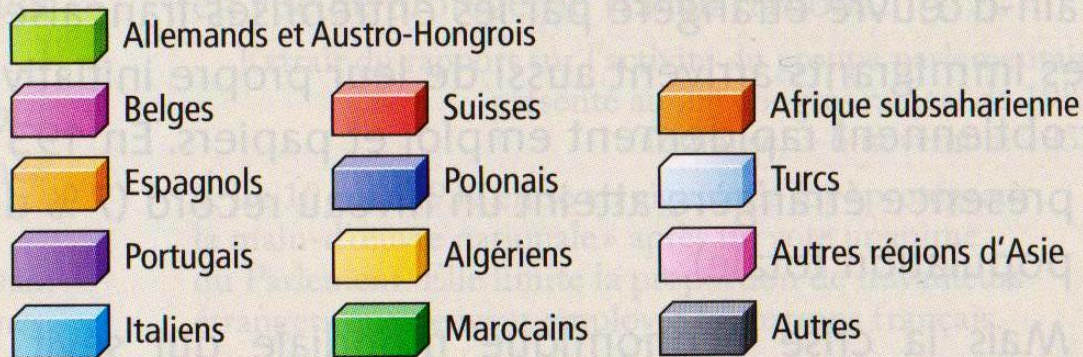 Allemands et Austro-Hongrois
Belges
Suisses
Afrique subsaharienne
Espagnols
Polonais
Turcs
Portugais
Algériens
Autres régions d'Asie
Italiens
Marocains
Autres